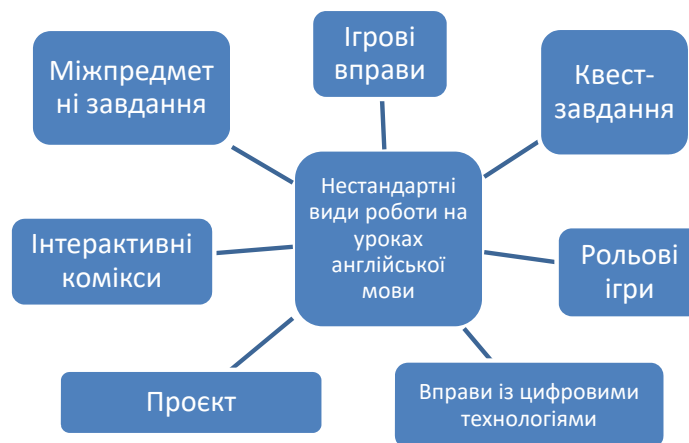 Ігрові
вправи
Міжпредмет
ні завдання
Квест-
завдання
Нестандартні
види роботи на
уроках
англійської
мови
Інтерактивні
комікси
Рольові
ігри
Проєкт
Вправи із цифровими
технологіями